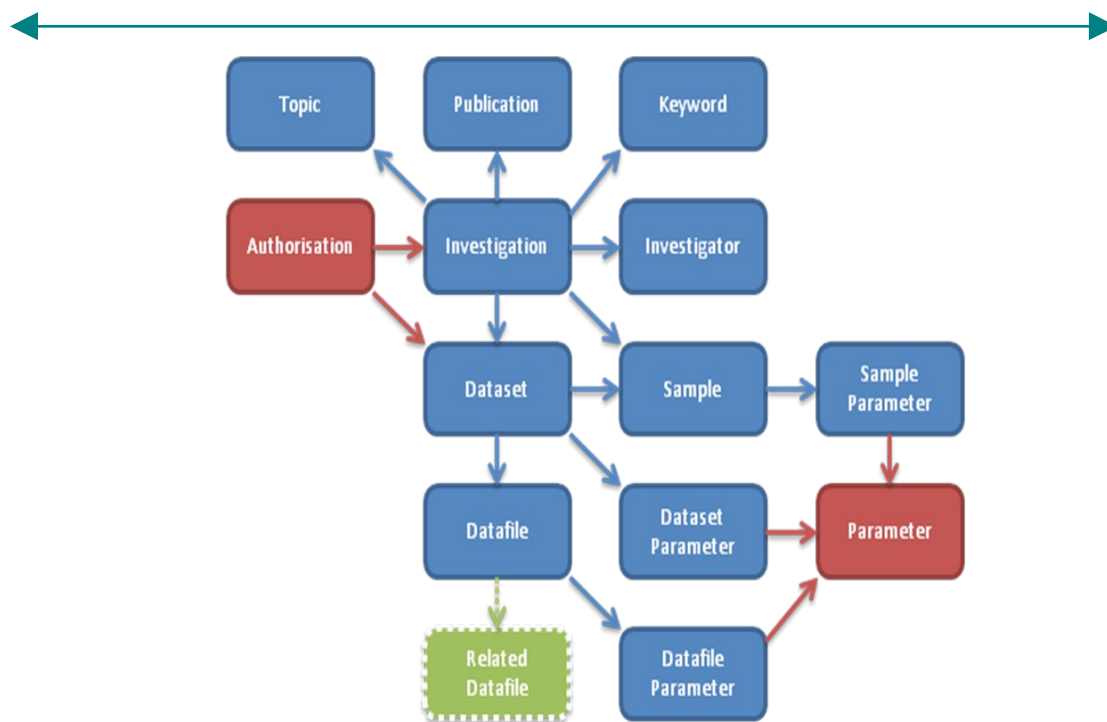 Topic
Publication
Keyword
Authorisation
Investigation
Investigator
Dataset
Sample
Sample
Parameter
Datafile
Dataset
Parameter
Parameter
Related
Datafile
Datafile
Parameter